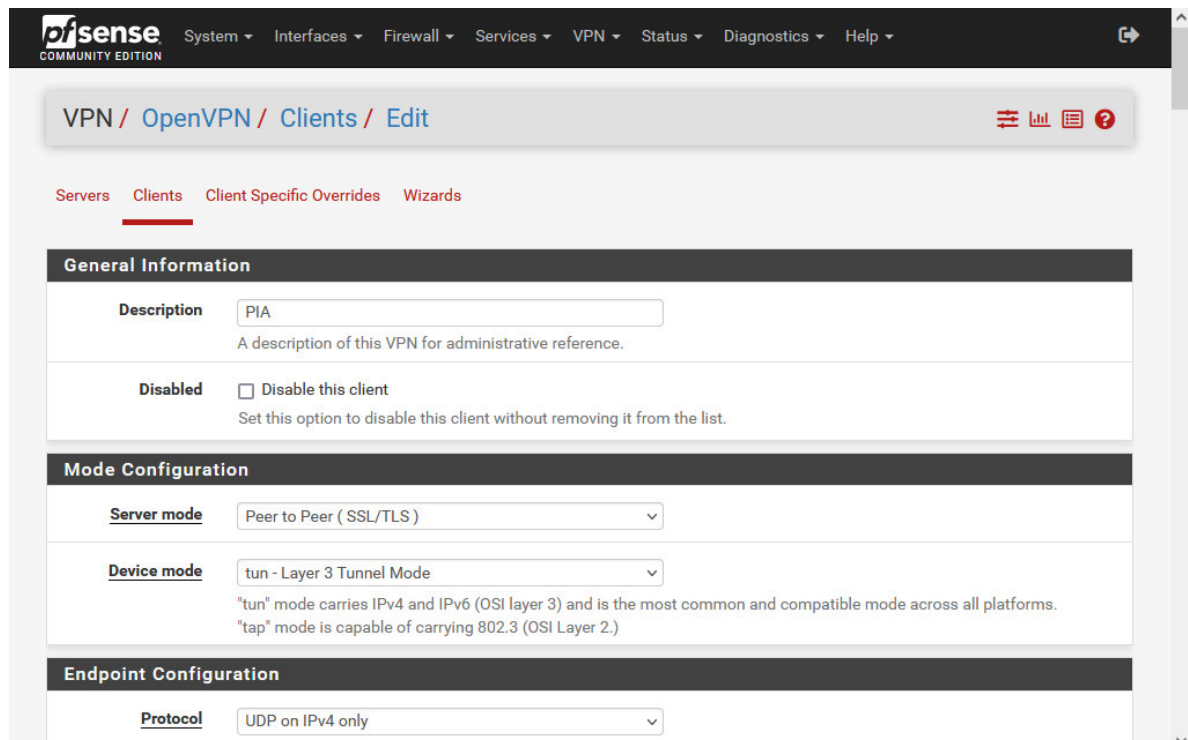 pfsense
COMMUNITY EDITION
System Interfaces Firewall Services VPN Status Diagnostics Help
VPN / OpenVPN / Clients / Edit
Servers Clients Client Specific Overrides Wizards
General Information
Description PIA
A description of this VPN for administrative reference.
Disabled Disable this client
Set this option to disable this client without removing it from the list.
Mode Configuration
Server mode Peer to Peer ( SSL/TLS )
Device mode tun - Layer 3 Tunnel Mode
"tun" mode carries IPv4 and IPv6 (OSI layer 3) and is the most common and compatible mode across all platforms.
"tap" mode is capable of carrying 802.3 (OSI Layer 2.)
Endpoint Configuration
Protocol UDP on IPv4 only